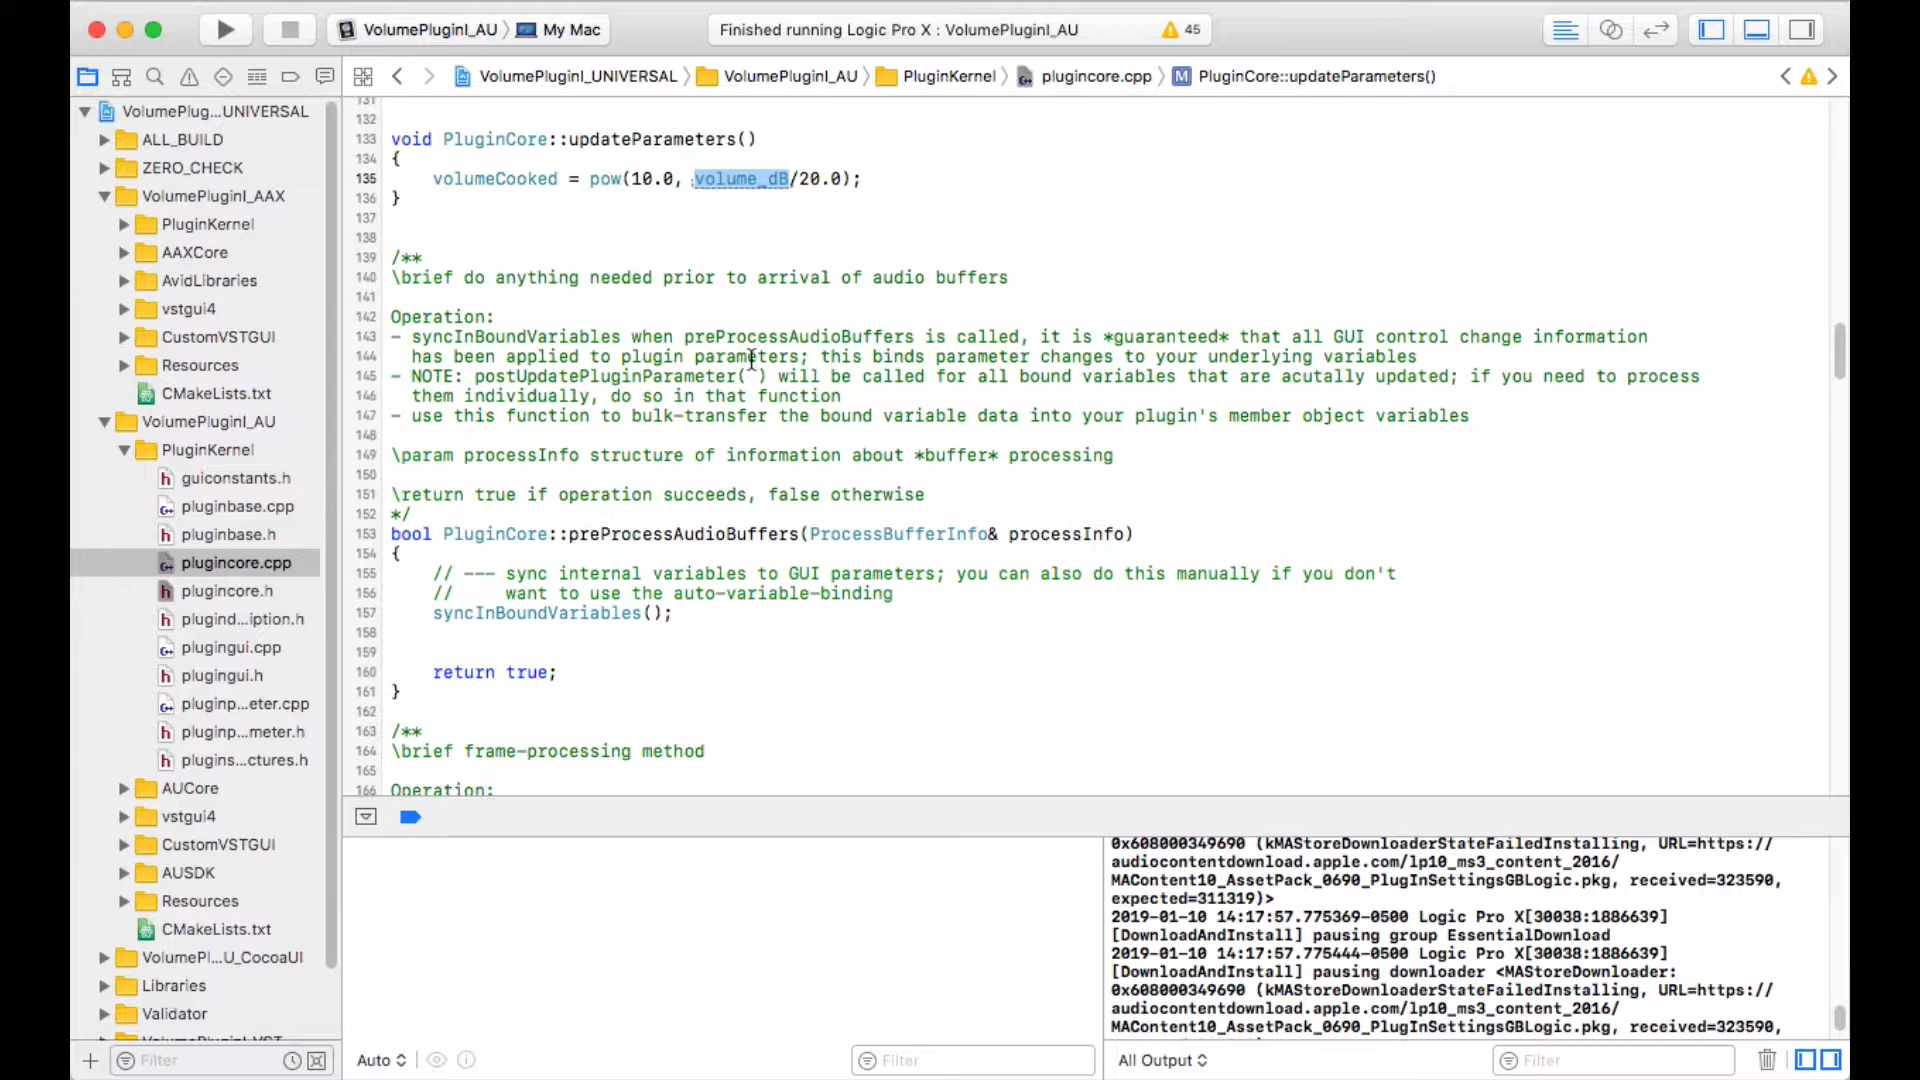 VolumePluginI_AU
My Mac
Finished running Logic Pro X : VolumePluginI_AU
45
VolumePluginI_UNIVERSAL
VolumePluginI_AU
PluginKernel
plugincore.cpp
M
PluginCore::updateParameters()
VolumePlug...UNIVERSAL
ALL_BUILD
ZERO_CHECK
VolumePluginI_AAX
PluginKernel
AAXCore
AvidLibraries
vstgui4
CustomVSTGUI
Resources
CMakeLists.txt
VolumePluginI_AU
PluginKernel
h guiconstants.h
pluginbase.cpp
h pluginbase.h
plugincore.cpp
h plugincore.h
h plugind...iption.h
plugingui.cpp
h plugingui.h
pluginp...eter.cpp
h pluginp...meter.h
h plugins...ctures.h
AUCore
vstgui4
CustomVSTGUI
AUSDK
Resources
CMakeLists.txt
VolumePl...U_CocoaUI
Libraries
Validator
Filter
131
132
133 void PluginCore::updateParameters()
134 {
135 volumeCooked = pow(10.0, volume_dB/20.0);
136 }
137
138
139 /**
140 \brief do anything needed prior to arrival of audio buffers
141
142 Operation:
143 - syncInBoundVariables when preProcessAudioBuffers is called, it is *guaranteed* that all GUI control change information
144 has been applied to plugin parameters; this binds parameter changes to your underlying variables
145 - NOTE: postUpdatePluginParameter( ) will be called for all bound variables that are acutally updated; if you need to process
146 them individually, do so in that function
147 - use this function to bulk-transfer the bound variable data into your plugin's member object variables
148
149 \param processInfo structure of information about *buffer* processing
150
151 \return true if operation succeeds, false otherwise
152 */
153 bool PluginCore::preProcessAudioBuffers(ProcessBufferInfo& processInfo)
154 {
155 // --- sync internal variables to GUI parameters; you can also do this manually if you don't
156 // want to use the auto-variable-binding
157 syncInBoundVariables();
158
159
160 return true;
161 }
162
163 /**
164 \brief frame-processing method
165
166 Operation:
Auto
Filter
0x608000349690 (kMAStoreDownloaderStateFailedInstalling, URL=https://
audiocontentdownload.apple.com/lp10_ms3_content_2016/
MAContent10_AssetPack_0690_PlugInSettingsGBLogic.pkg, received=323590,
expected=311319)>
2019-01-10 14:17:57.775369-0500 Logic Pro X[30038:1886639]
[DownloadAndInstall] pausing group EssentialDownload
2019-01-10 14:17:57.775444-0500 Logic Pro X[30038:1886639]
[DownloadAndInstall] pausing downloader <MAStoreDownloader:
0x608000349690 (kMAStoreDownloaderStateFailedInstalling, URL=https://
audiocontentdownload.apple.com/lp10_ms3_content_2016/
MAContent10_AssetPack_0690_PlugInSettingsGBLogic.pkg, received=323590,
All Output
Filter